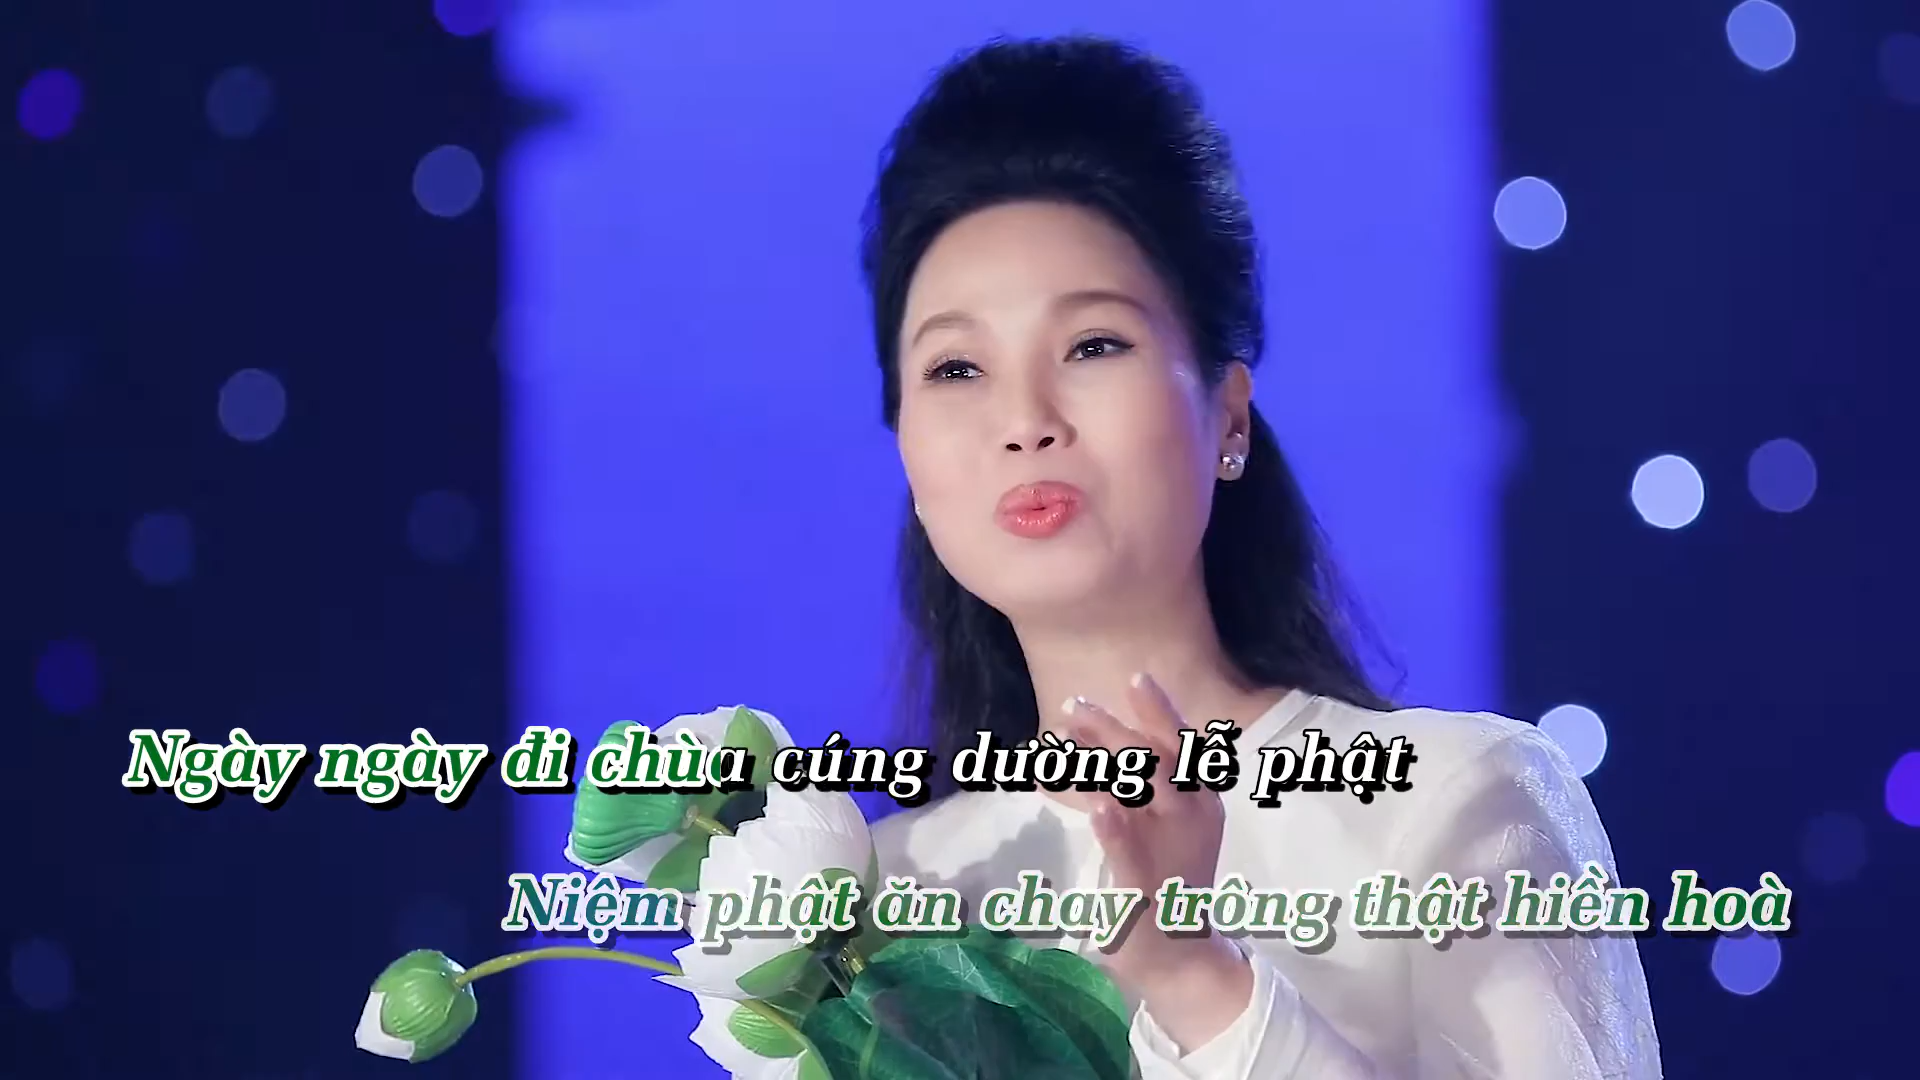 Ngày ngày đi chùa cúng dường lễ phật
Niệm phật ăn chay trông thật hiền hoà